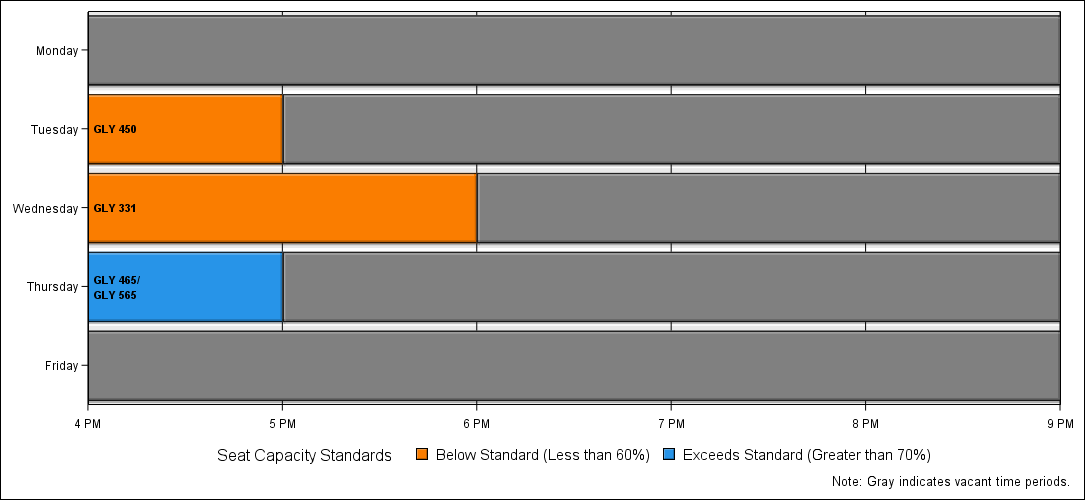 Monday
Tuesday
GLY 450
Wednesday
GLY 331
Thursday
GLY 465/
GLY 565
Friday
4 PM 5 PM 6 PM 7 PM 8 PM 9 PM
Seat Capacity Standards Below Standard (Less than 60%) Exceeds Standard (Greater than 70%)
Note: Gray indicates vacant time periods.